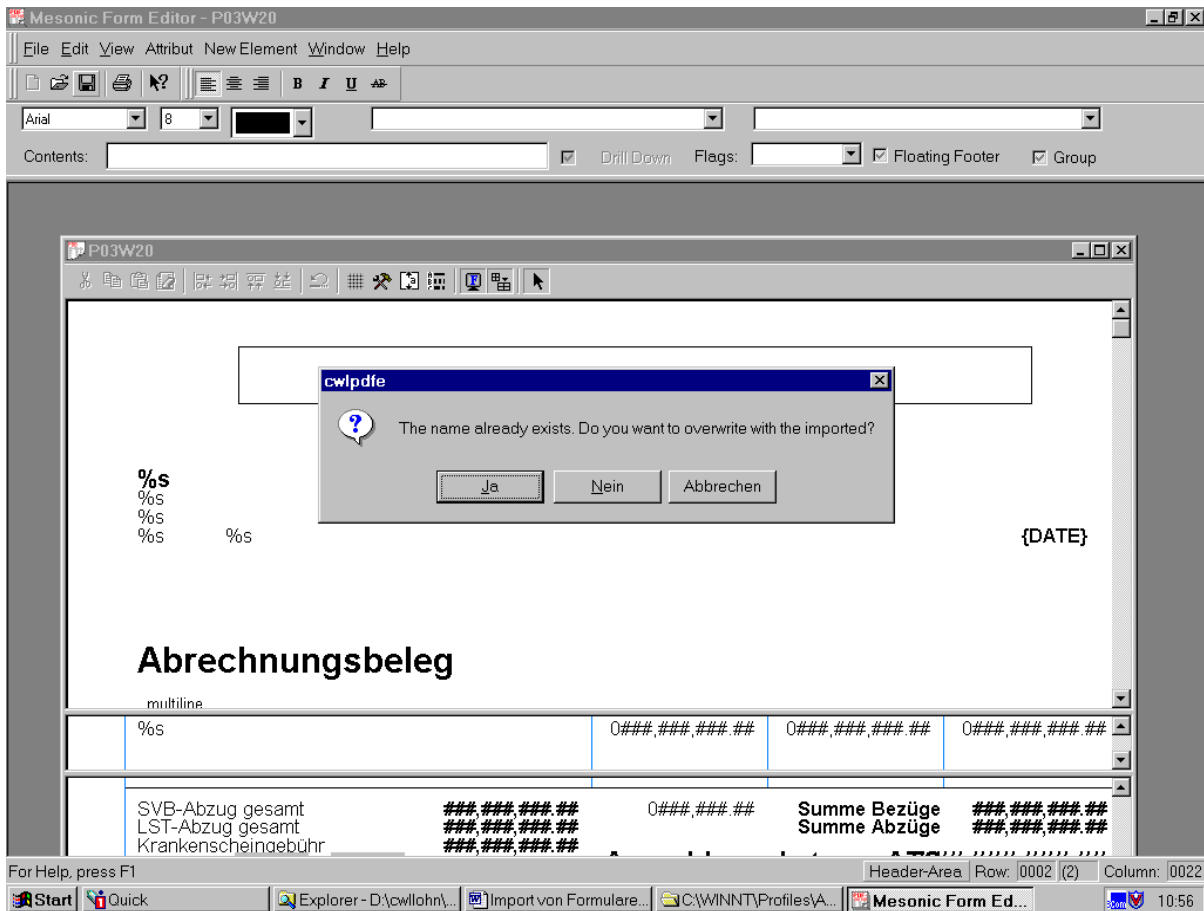 Mesonic Form Editor - P03W20
File Edit View Attribut New Element Window Help
B I U AB
Arial 8
Contents: Drill Down Flags: Floating Footer Group
P03W20
cwlpdfe
The name already exists. Do you want to overwrite with the imported?
Ja Nein Abbrechen
%s
%s
%s
%s %s {DATE}
Abrechnungsbeleg
multiline
%s 0###,###,###.## 0###,###,###.## 0###,###,###.##
SVB-Abzug gesamt ###,###,###.## 0###,###.## Summe Bezüge ###,###,###.##
LST-Abzug gesamt ###,###,###.## Summe Abzüge ###,###,###.##
Krankenscheingebühr ###,###,###.##
For Help, press F1 Header-Area Row: 0002 (2) Column: 0022
Start Quick Explorer - D:\cwllohn\... Import von Formulare... C:\WINNT\Profiles\A... Mesonic Form Ed... 10:56